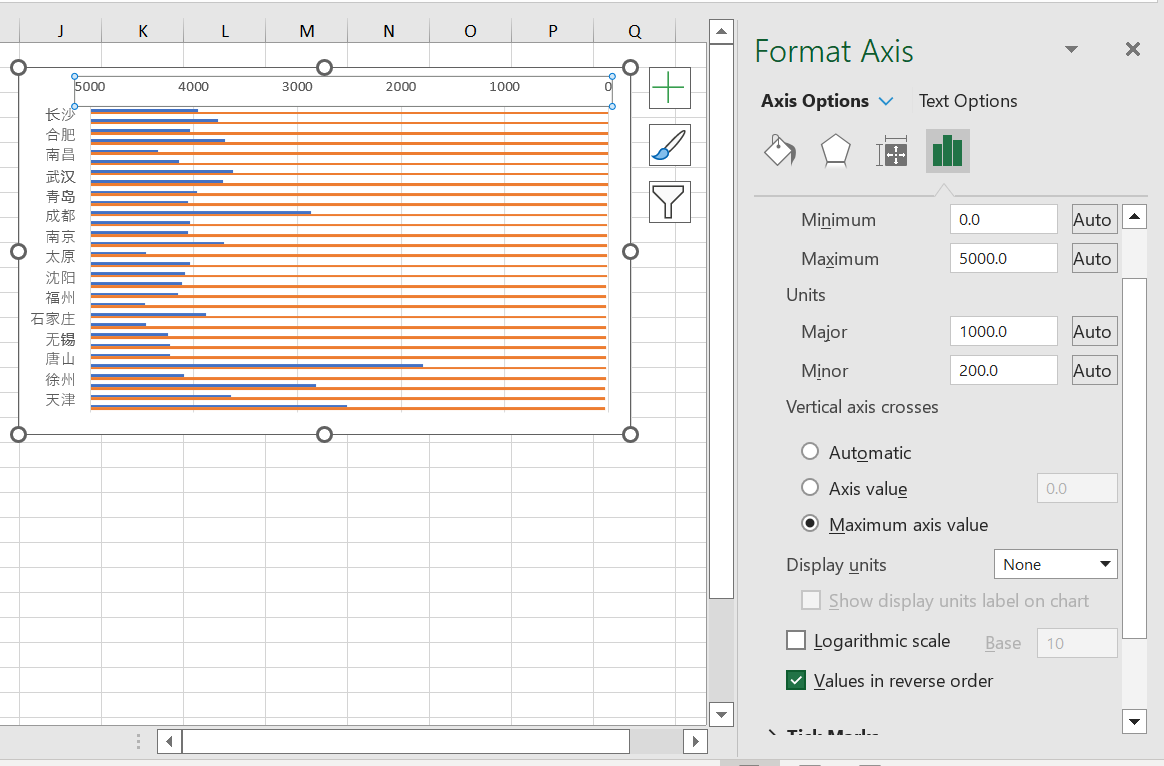 J K L M N O P Q
5000 4000 3000 2000 1000 0
长沙
合肥
南昌
武汉
青岛
成都
南京
太原
沈阳
福州
石家庄
无锡
唐山
徐州
天津
Format Axis
Axis Options Text Options
Minimum 0.0 Auto
Maximum 5000.0 Auto
Units
Major 1000.0 Auto
Minor 200.0 Auto
Vertical axis crosses
Automatic
Axis value 0.0
Maximum axis value
Display units None
Show display units label on chart
Logarithmic scale Base 10
Values in reverse order
Tick Marks